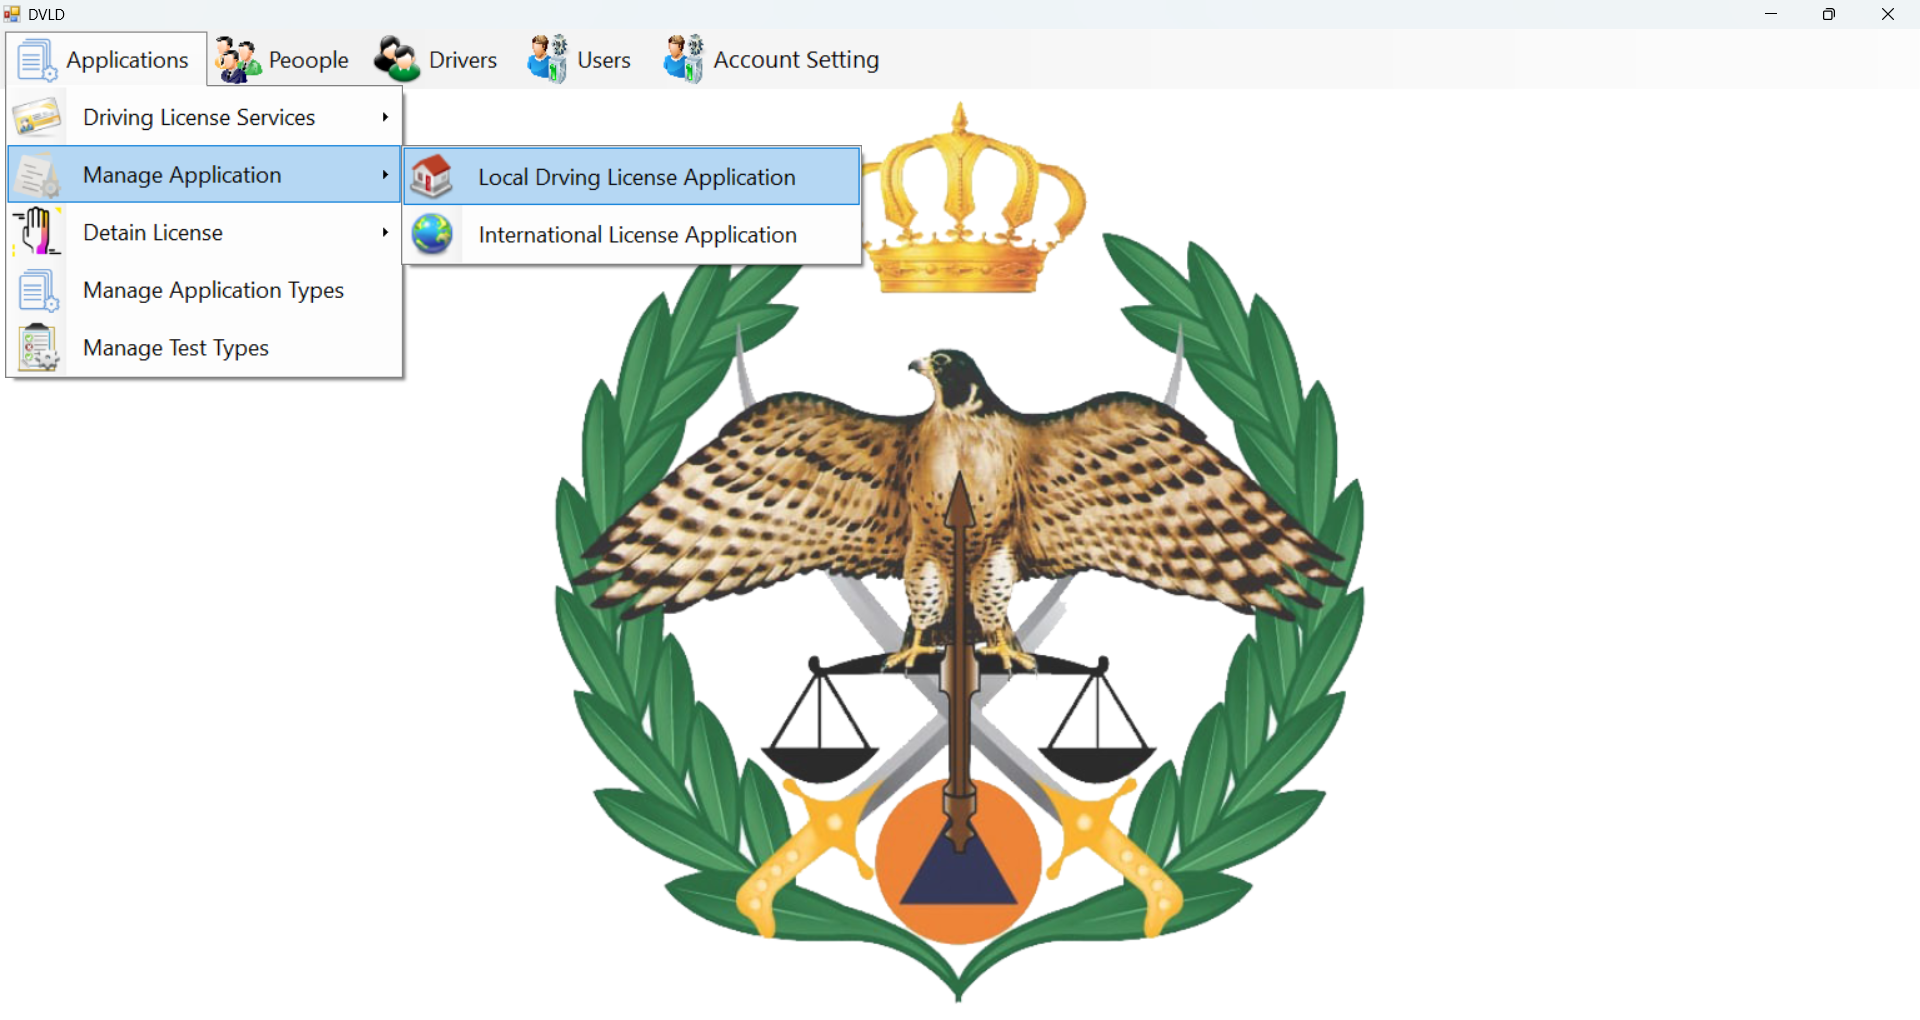 DVLD
Applications Peoople Drivers Users Account Setting
Driving License Services
Manage Application
Local Drving License Application
Detain License
International License Application
Manage Application Types
Manage Test Types